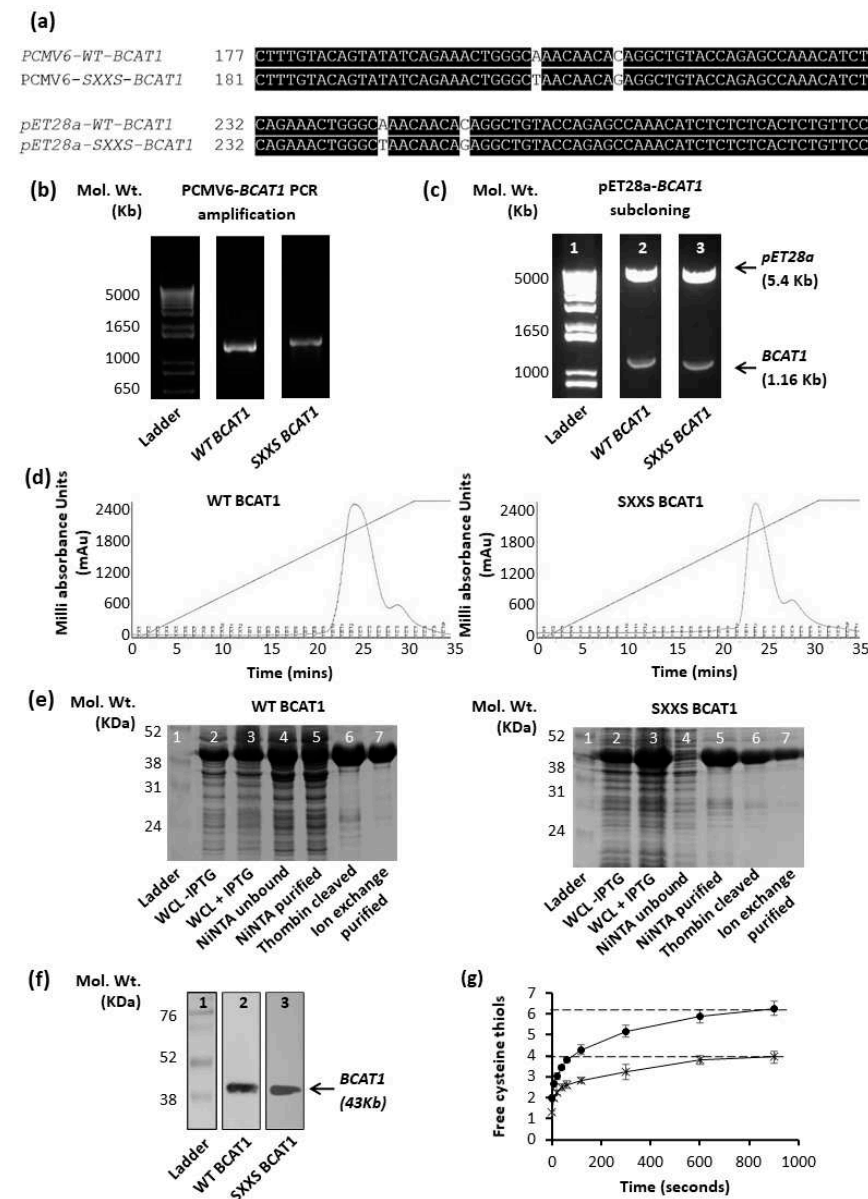 (a)
PCMV6-WT-BCAT1 177 CTTTGTACAGTATATCAGAAACTGGGCAAACAACACAGGCTGTACCAGAGCCAAACATCT
PCMV6-SXXS-BCAT1 181 CTTTGTACAGTATATCAGAAACTGGGCTAACAACAGAGGCTGTACCAGAGCCAAACATCT
pET28a-WT-BCAT1 232 CAGAAACTGGGCAAACAACACAGGCTGTACCAGAGCCAAACATCTCTCTCACTCTGTTCC
pET28a-SXXS-BCAT1 232 CAGAAACTGGGCTAACAACAGAGGCTGTACCAGAGCCAAACATCTCTCTCACTCTGTTCC
(b) Mol. Wt. (Kb)
PCMV6-BCAT1 PCR
amplification
5000
1650
1000
650
Ladder
WT BCAT1
SXXS BCAT1
(c) Mol. Wt. (Kb)
pET28a-BCAT1
subcloning
1 2 3
5000
1650
1000
pET28a
(5.4 Kb)
BCAT1
(1.16 Kb)
Ladder
WT BCAT1
SXXS BCAT1
(d)
WT BCAT1
Milli absorbance Units
(mAu)
2400
1800
1200
600
0
0 5 10 15 20 25 30 35
Time (mins)
SXXS BCAT1
Milli absorbance units
(mAu)
2400
1800
1200
600
0
0 5 10 15 20 25 30 35
Time (mins)
(e) Mol. Wt.
(KDa)
WT BCAT1
52
38
31
24
1 2 3 4 5 6 7
Ladder
WCL -IPTG
WCL + IPTG
NiNTA unbound
NiNTA purified
Thombin cleaved
Ion exchange
purified
Mol. Wt.
(KDa)
SXXS BCAT1
52
38
31
24
1 2 3 4 5 6 7
Ladder
WCL -IPTG
WCL + IPTG
NiNTA unbound
NiNTA purified
Thombin cleaved
Ion exchange
purified
(f) Mol. Wt.
(KDa)
76
52
38
1 2 3
BCAT1
(43Kb)
Ladder
WT BCAT1
SXXS BCAT1
(g)
Free cysteine thiols
7
6
5
4
3
2
1
0
0 200 400 600 800 1000
Time (seconds)